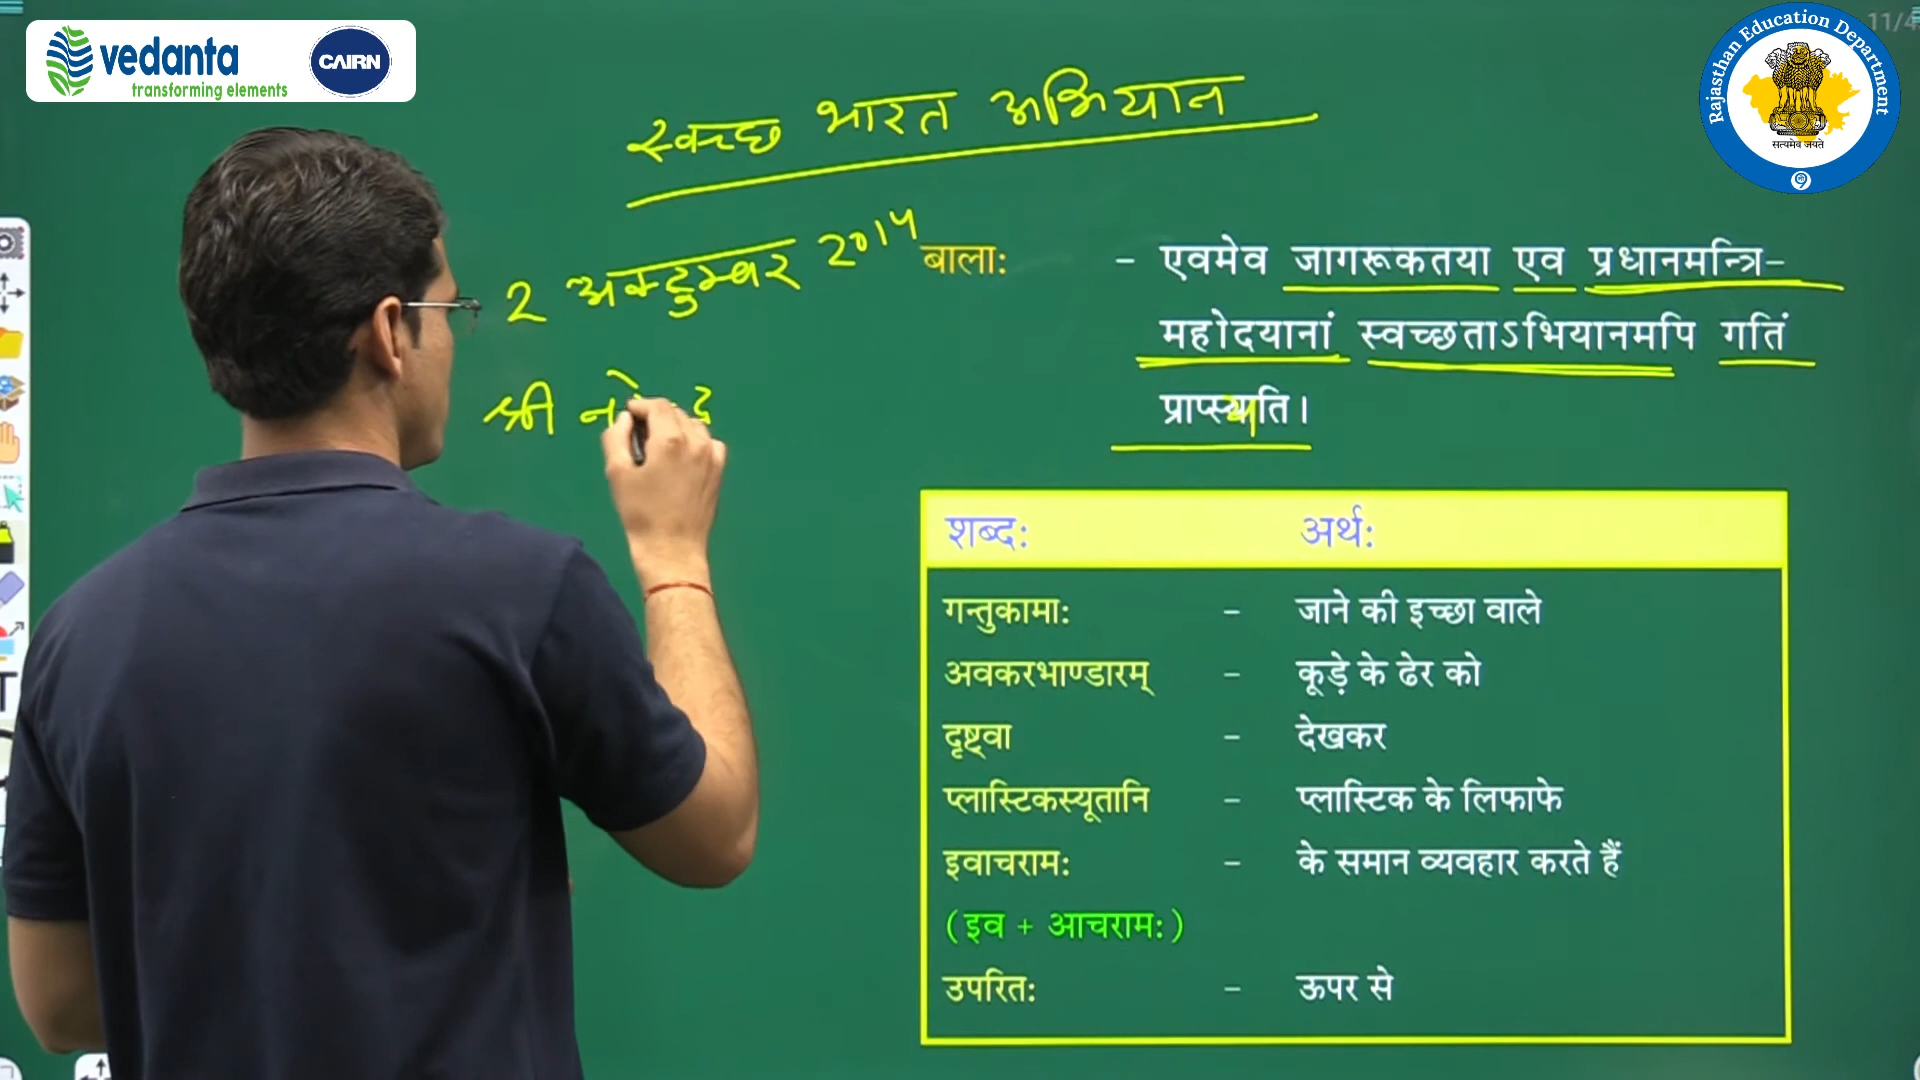 vedanta
transforming elements
CAIRN
Rajasthan Education Department
सत्यमेव जयते
11/4
स्वच्छ भारत अभियान
2 अक्टुम्बर 2014
श्री
बालाः - एवमेव जागरूकतया एव प्रधानमन्त्रि-
महोदयानां स्वच्छताऽभियानमपि गतिं
प्राप्स्यति।
शब्दः अर्थः
गन्तुकामाः - जाने की इच्छा वाले
अवकरभाण्डारम् - कूड़े के ढेर को
दृष्ट्वा - देखकर
प्लास्टिकस्यूतानि - प्लास्टिक के लिफाफे
इवाचरामः - के समान व्यवहार करते हैं
(इव + आचरामः)
उपरितः - ऊपर से